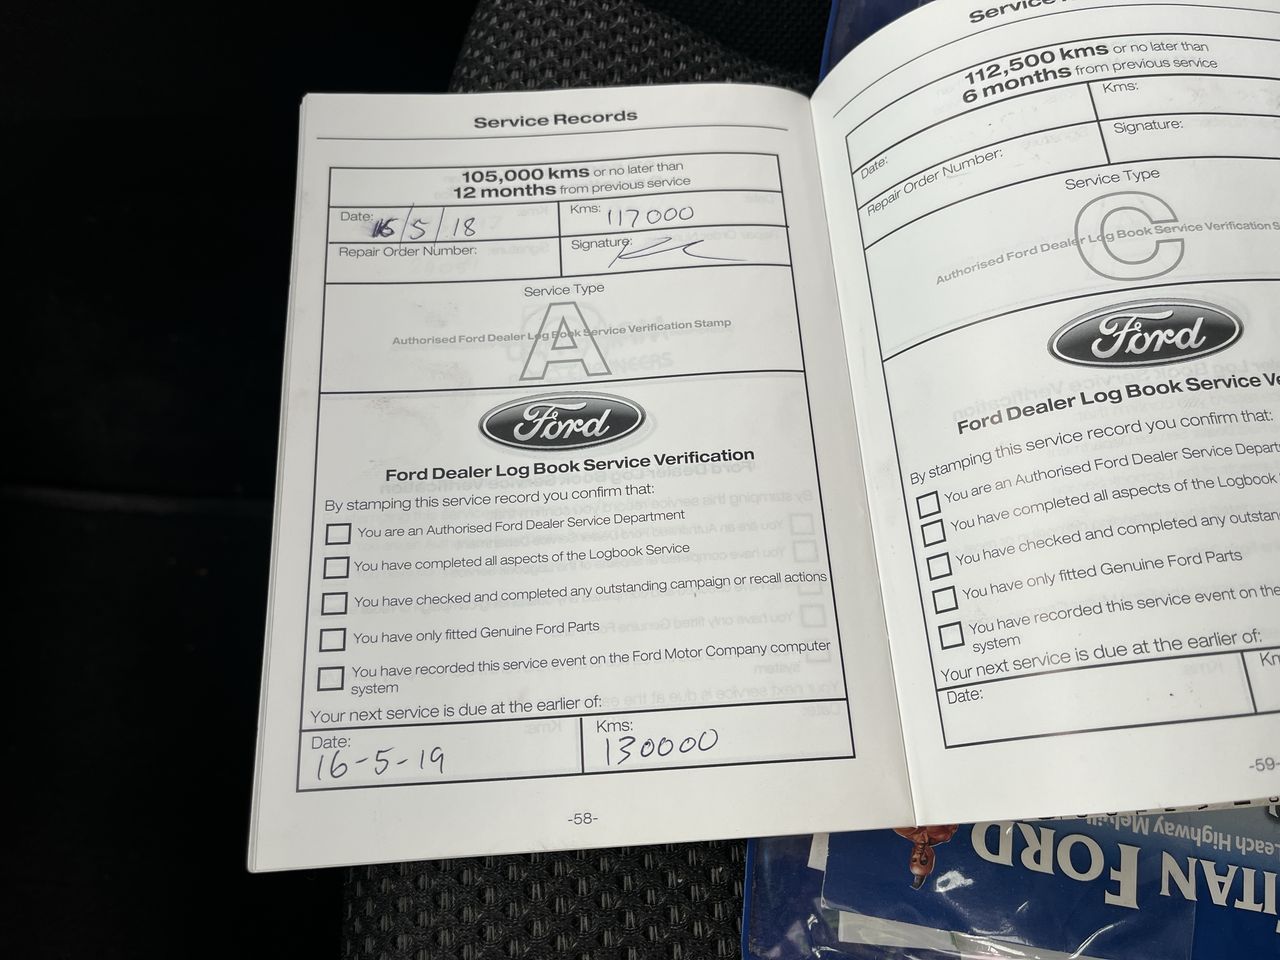 Service Records
105,000 kms or no later than
12 months from previous service
Date: 16/5/18
Kms: 117000
Repair Order Number:
Signature:
Service Type
A
Authorised Ford Dealer Log Book Service Verification Stamp
Ford
Ford Dealer Log Book Service Verification
By stamping this service record you confirm that:
You are an Authorised Ford Dealer Service Department
You have completed all aspects of the Logbook Service
You have checked and completed any outstanding campaign or recall actions
You have only fitted Genuine Ford Parts
You have recorded this service event on the Ford Motor Company computer
system
Your next service is due at the earlier of:
Date:
16-5-19
Kms:
130000
-58-
Service
112,500 kms or no later than
6 months from previous service
Date:
Kms:
Repair Order Number:
Signature:
Service Type
C
Authorised Ford Dealer Log Book Service Verification S
Ford
Ford Dealer Log Book Service Ve
By stamping this service record you confirm that:
You are an Authorised Ford Dealer Service Depart
You have completed all aspects of the Logbook
You have checked and completed any outstan
You have only fitted Genuine Ford Parts
You have recorded this service event on the
system
Your next service is due at the earlier of:
Date:
Km
-59-
ITAN FORD
Leach Highway Melvill